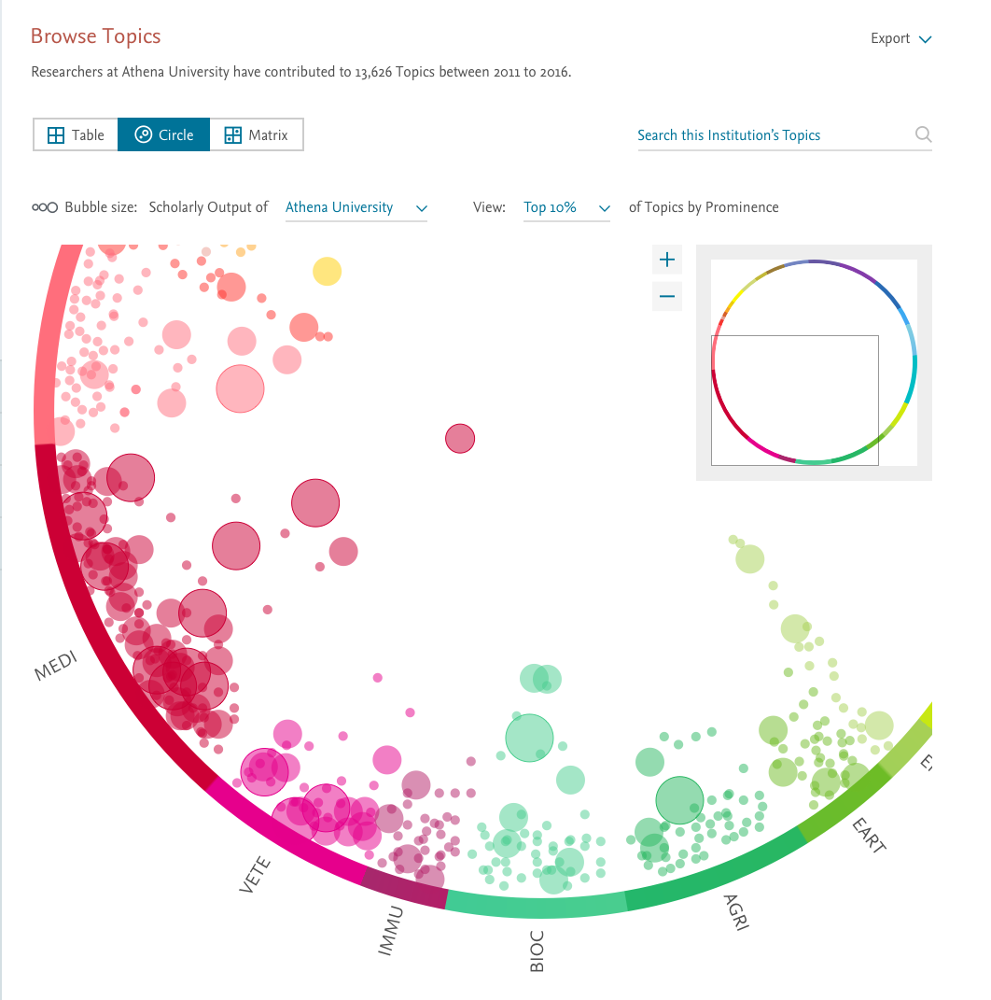 Browse Topics
Export
Researchers at Athena University have contributed to 13,626 Topics between 2011 to 2016.
Table
Circle
Matrix
Search this Institution's Topics
Bubble size: Scholarly Output of Athena University
View: Top 10% of Topics by Prominence
+
−
MEDI
VETE
IMMU
BIOC
AGRI
EART